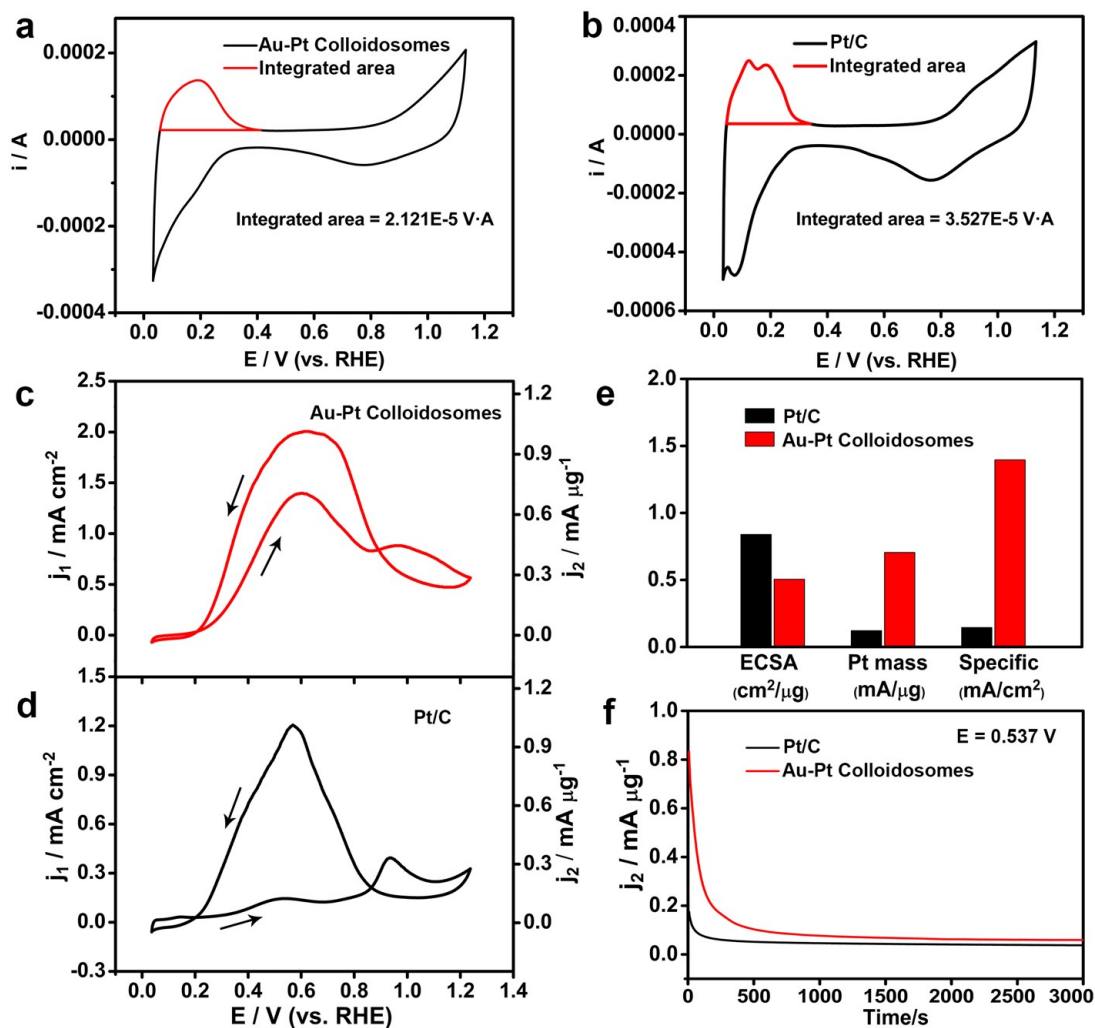 a
0.0002
0.0000
-0.0002
-0.0004
i / A
Au-Pt Colloidosomes
Integrated area
Integrated area = 2.121E-5 V·A
0.0 0.2 0.4 0.6 0.8 1.0 1.2
E / V (vs. RHE)
b
0.0004
0.0002
0.0000
-0.0002
-0.0004
-0.0006
i / A
Pt/C
Integrated area
Integrated area = 3.527E-5 V·A
0.0 0.2 0.4 0.6 0.8 1.0 1.2
E / V (vs. RHE)
c
2.5
2.0
1.5
1.0
0.5
0.0
j₁ / mA cm⁻²
Au-Pt Colloidosomes
1.2
0.9
0.6
0.3
0.0
j₂ / mA μg⁻¹
d
1.5
1.2
0.9
0.6
0.3
0.0
-0.3
j₁ / mA cm⁻²
Pt/C
1.2
0.9
0.6
0.3
0.0
j₂ / mA μg⁻¹
0.0 0.2 0.4 0.6 0.8 1.0 1.2 1.4
E / V (vs. RHE)
e
2.0
1.5
1.0
0.5
0.0
Pt/C
Au-Pt Colloidosomes
ECSA Pt mass Specific
(cm²/μg) (mA/μg) (mA/cm²)
f
1.0
0.8
0.6
0.4
0.2
0.0
j₂ / mA μg⁻¹
E = 0.537 V
Pt/C
Au-Pt Colloidosomes
0 500 1000 1500 2000 2500 3000
Time/s